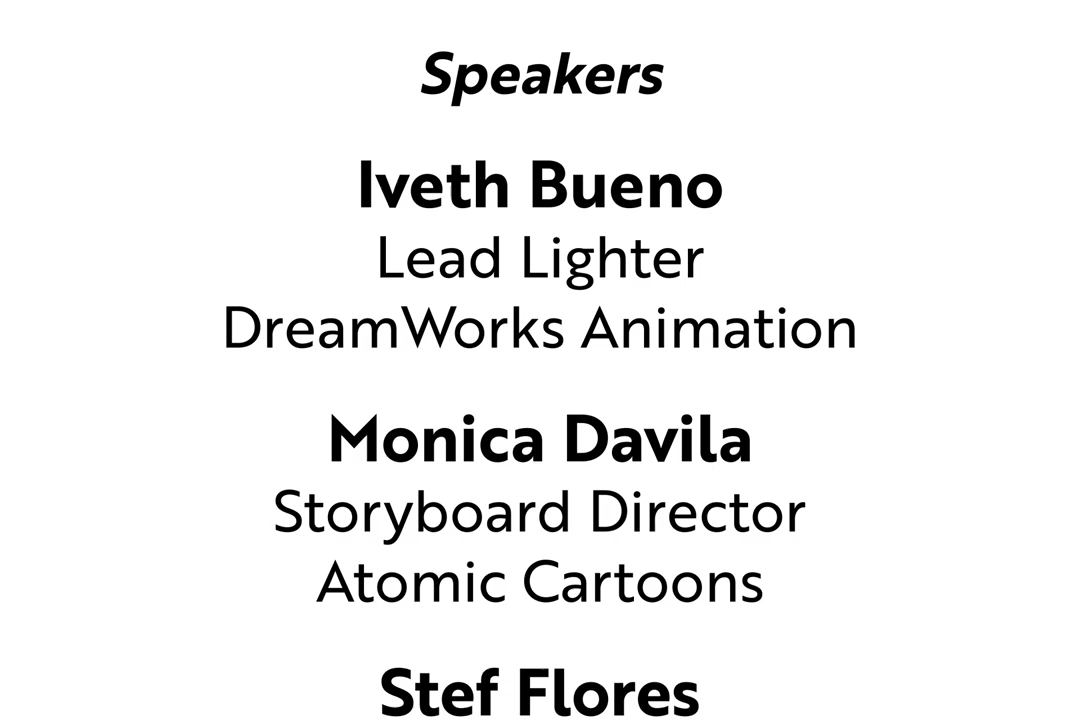 Speakers
Iveth Bueno
Lead Lighter
DreamWorks Animation
Monica Davila
Storyboard Director
Atomic Cartoons
Stef Flores